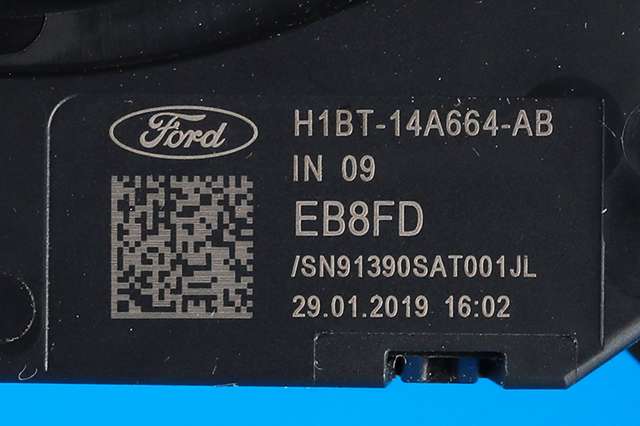 Ford
H1BT-14A664-AB
IN 09
EB8FD
/SN91390SAT001JL
29.01.2019 16:02